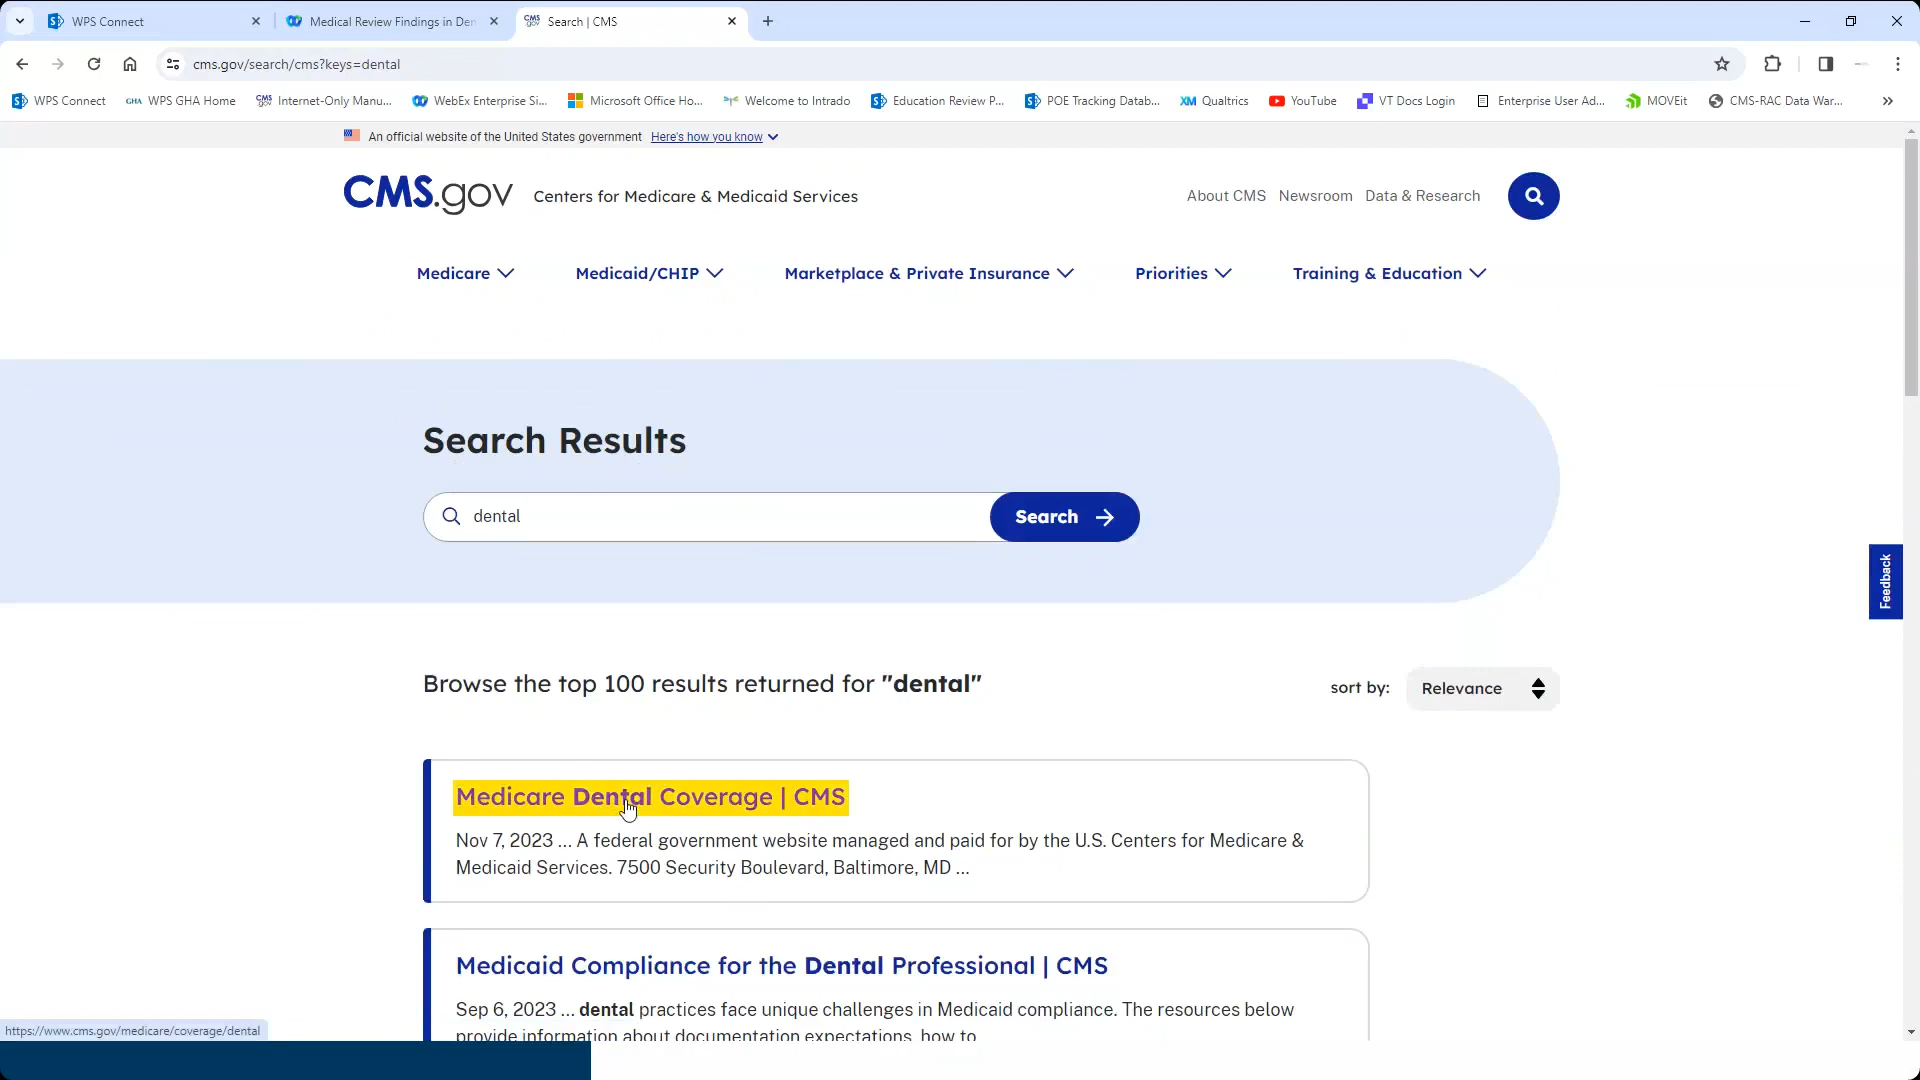 WPS Connect
Medical Review Findings in Den
Search | CMS
cms.gov/search/cms?keys=dental
WPS Connect
WPS GHA Home
Internet-Only Manu...
WebEx Enterprise Si...
Microsoft Office Ho...
Welcome to Intrado
Education Review P...
POE Tracking Datab...
Qualtrics
YouTube
VT Docs Login
Enterprise User Ad...
MOVEit
CMS-RAC Data War...
An official website of the United States government Here's how you know
CMS.gov
Centers for Medicare & Medicaid Services
About CMS
Newsroom
Data & Research
Medicare
Medicaid/CHIP
Marketplace & Private Insurance
Priorities
Training & Education
Search Results
dental
Search
Feedback
Browse the top 100 results returned for "dental"
sort by:
Relevance
Medicare Dental Coverage | CMS
Nov 7, 2023 ... A federal government website managed and paid for by the U.S. Centers for Medicare &
Medicaid Services. 7500 Security Boulevard, Baltimore, MD ...
Medicaid Compliance for the Dental Professional | CMS
Sep 6, 2023 ... dental practices face unique challenges in Medicaid compliance. The resources below
provide information about documentation expectations, how to
https://www.cms.gov/medicare/coverage/dental